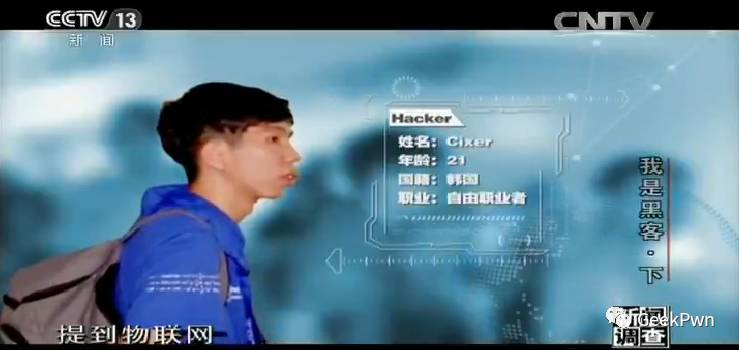 CCTV 13
新闻
CNTV
Hacker
姓名：Cixer
年龄：21
国籍：韩国
职业：自由职业者
我是黑客·下
提到物联网
新闻
调查
GeekPwn